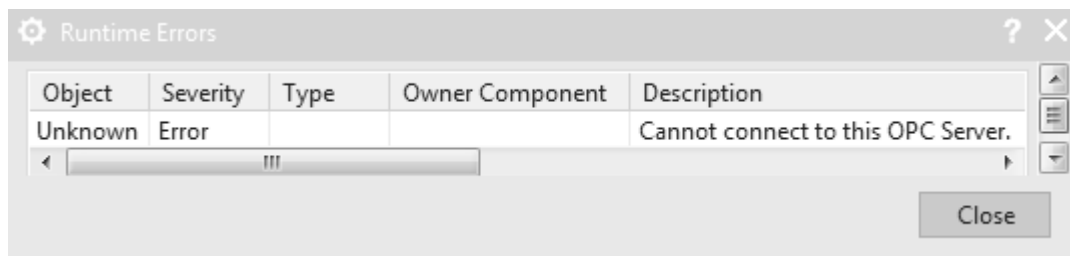 Runtime Errors ?
Object Severity Type Owner Component Description
Unknown Error Cannot connect to this OPC Server.
Close